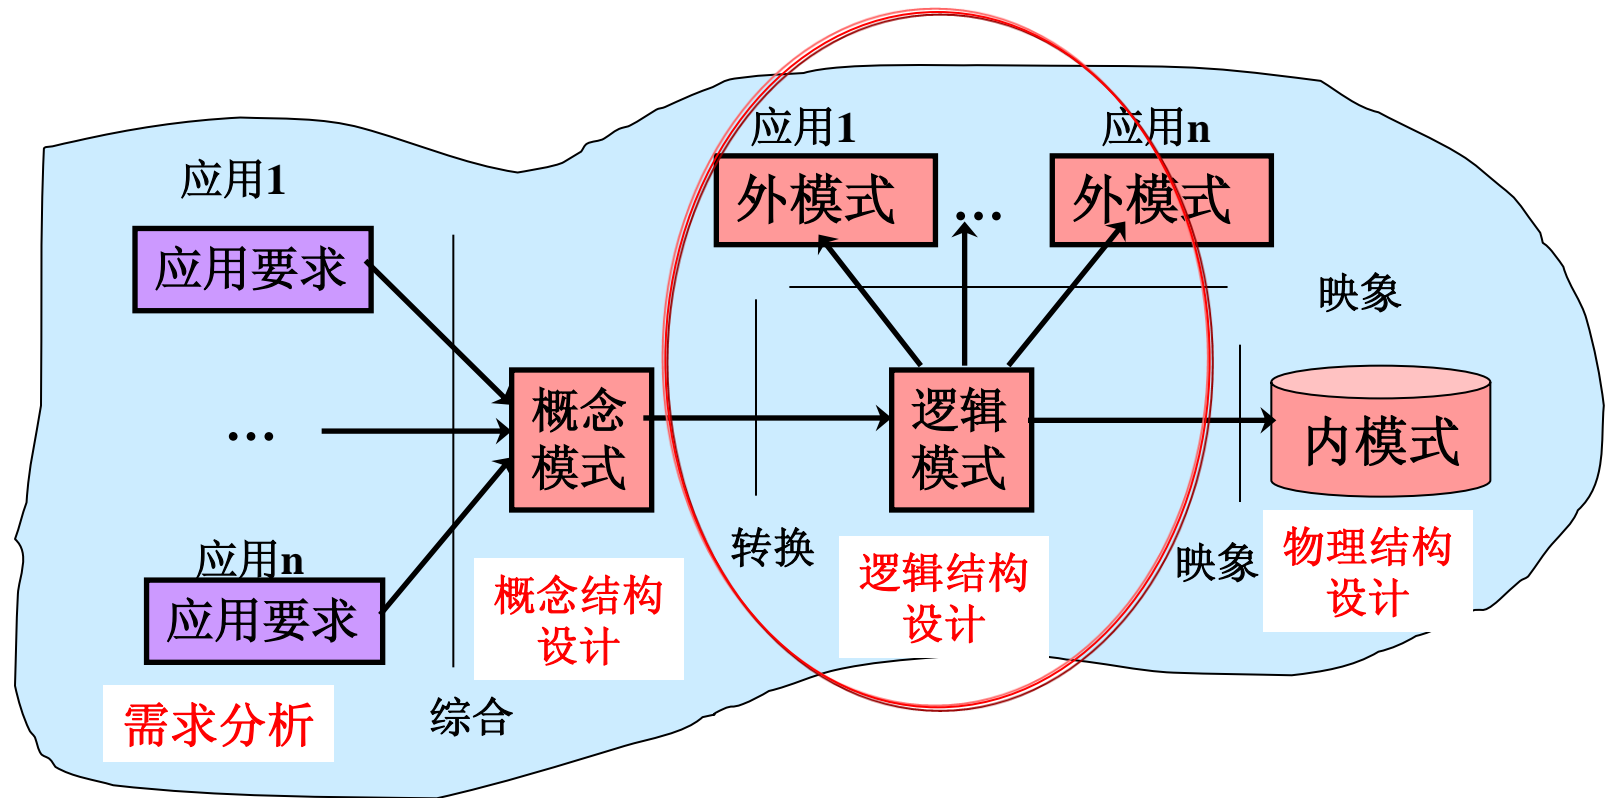 应用1
应用要求
...
应用n
应用要求
需求分析
综合
概念
模式
概念结构
设计
转换
应用1
外模式
...
应用n
外模式
映象
逻辑
模式
逻辑结构
设计
映象
内模式
物理结构
设计